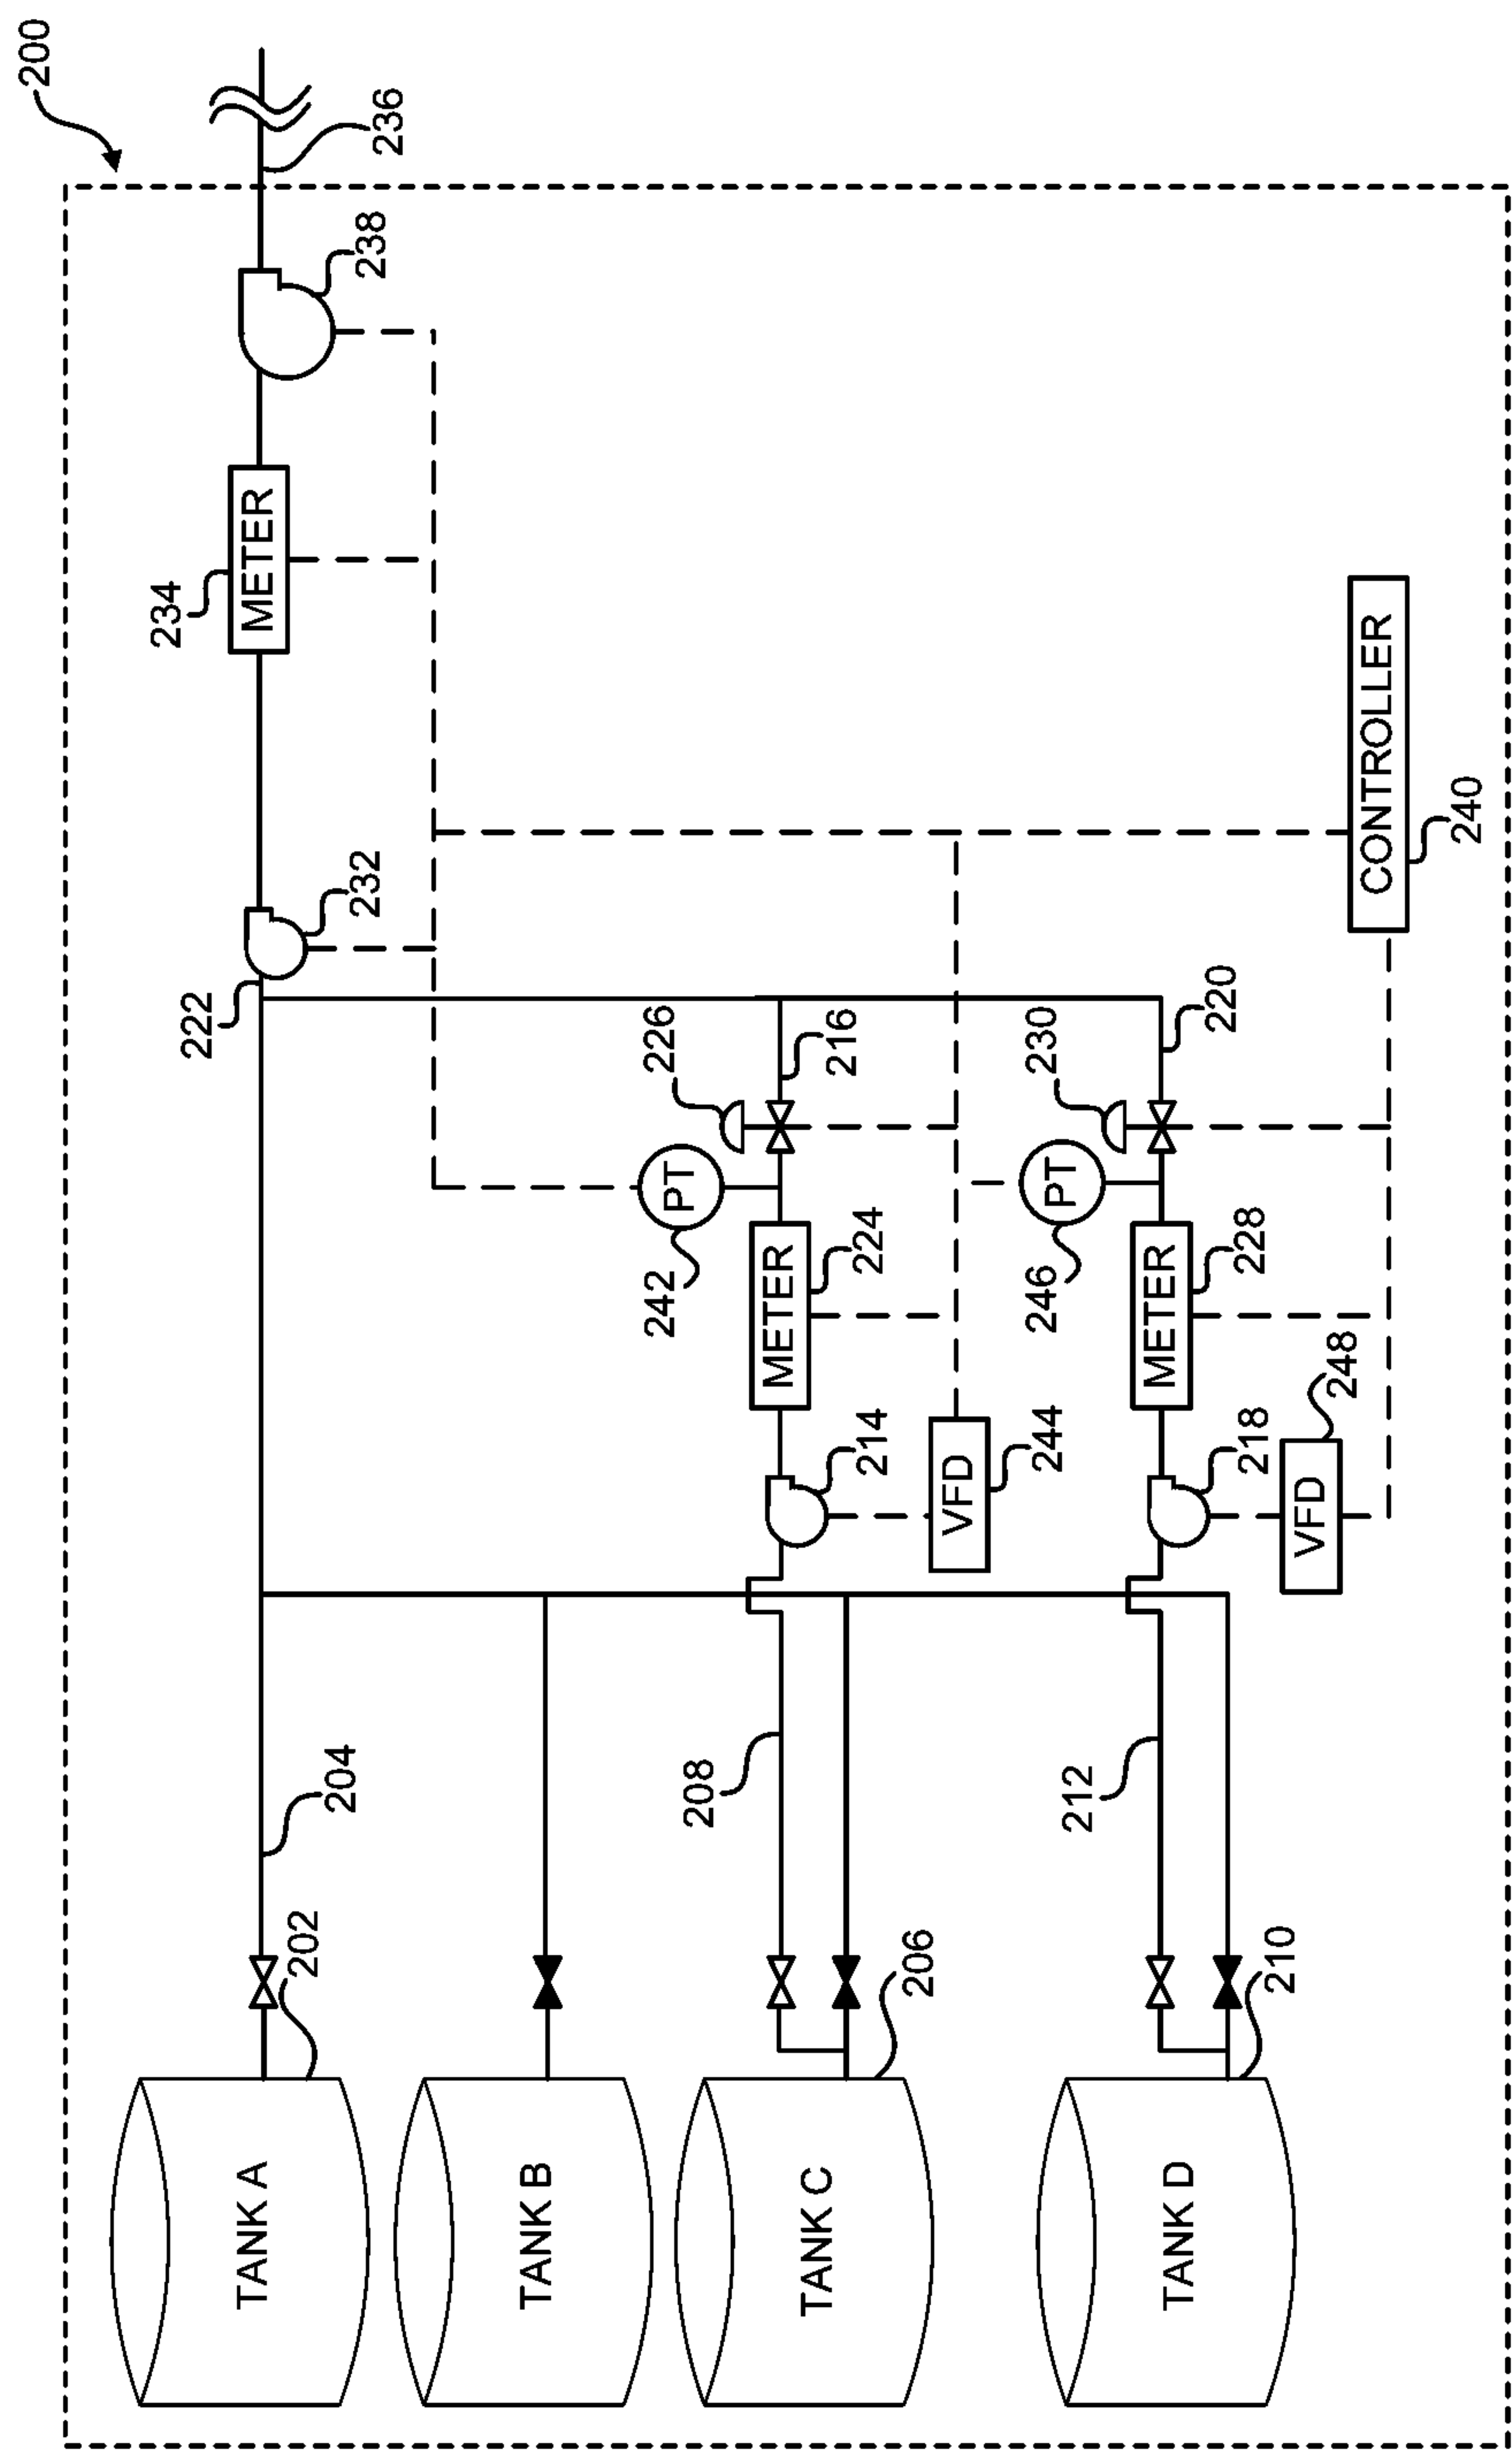 200
TANK A
202
204
222
232
METER
234
238
236
TANK B
TANK C
206
208
214
VFD
244
METER
224
PT
242
226
216
TANK D
210
212
218
VFD
248
METER
228
PT
246
230
220
CONTROLLER
240